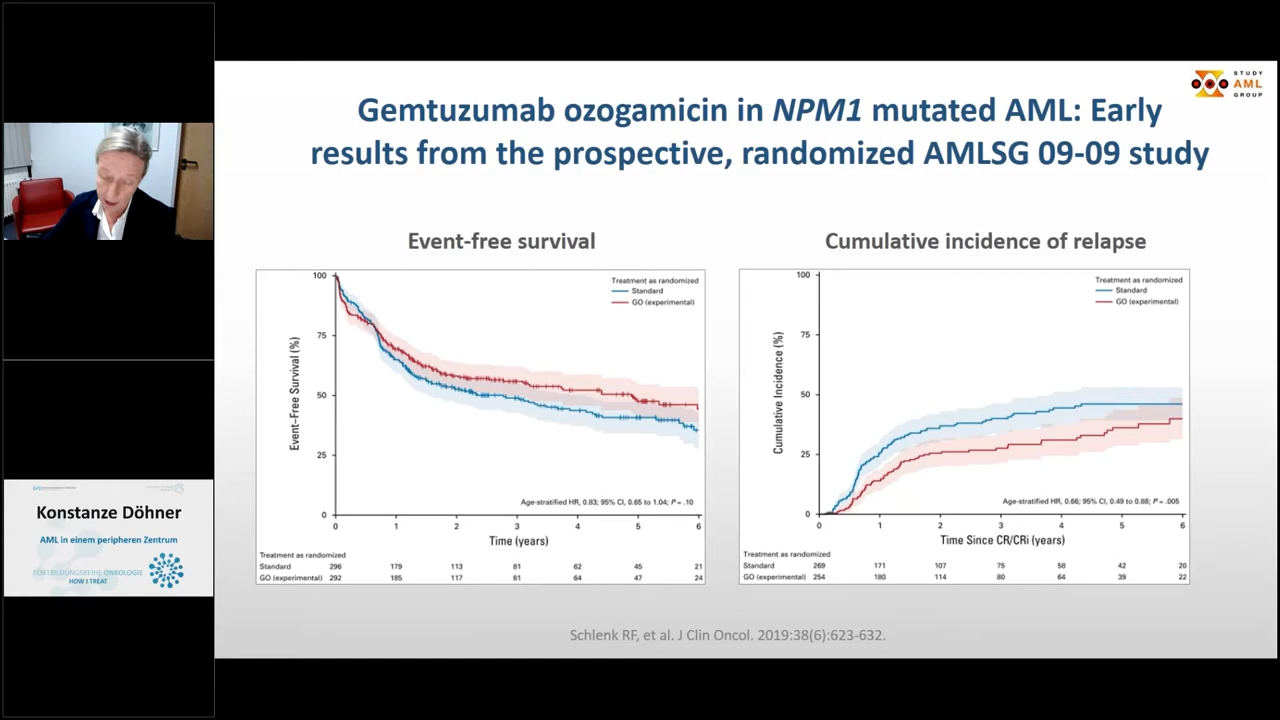 STUDY
AML
GROUP
Gemtuzumab ozogamicin in NPM1 mutated AML: Early
results from the prospective, randomized AMLSG 09-09 study
Event-free survival
100
75
50
25
0
Event-Free Survival (%)
Treatment as randomized
Standard
GO (experimental)
Age-stratified HR, 0.83; 95% CI, 0.65 to 1.04; P = .10
0 1 2 3 4 5 6
Time (years)
Treatment as randomized
Standard 296 179 113 81 62 45 21
GO (experimental) 292 185 117 81 64 47 24
Cumulative incidence of relapse
100
75
50
25
0
Cumulative Incidence (%)
Treatment as randomized
Standard
GO (experimental)
Age-stratified HR, 0.66; 95% CI, 0.49 to 0.88; P = .005
0 1 2 3 4 5 6
Time Since CR/CRi (years)
Treatment as randomized
Standard 269 171 107 75 58 42 20
GO (experimental) 254 180 114 80 64 39 22
Schlenk RF, et al. J Clin Oncol. 2019:38(6):623-632.
Konstanze Döhner
AML in einem peripheren Zentrum
FORTBILDUNGSREIHE ONKOLOGIE
HOW I TREAT